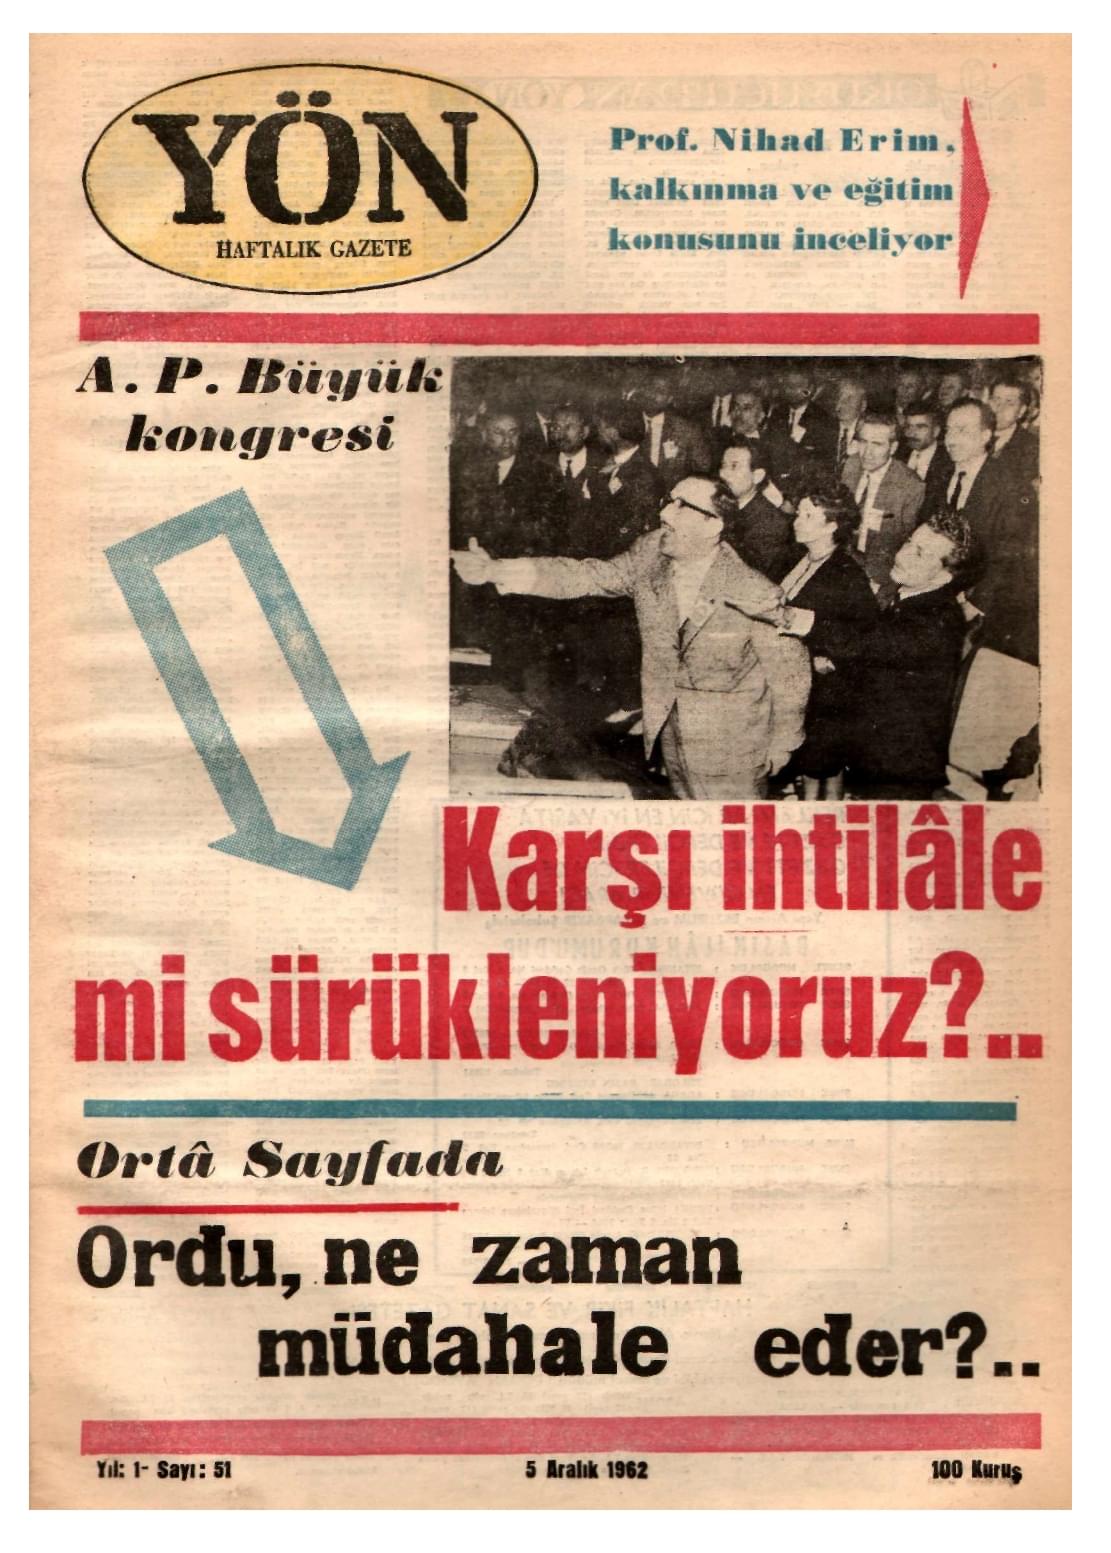 YÖN
HAFTALIK GAZETE
Prof. Nihad Erim,
kalkınma ve eğitim
konusunu inceliyor
A. P. Büyük
kongresi
Karşı ihtilâle
mi sürükleniyoruz?..
Ortâ Sayfada
Ordu, ne zaman
müdahale eder?..
Yıl: 1- Sayı: 51
5 Aralık 1962
100 Kuruş